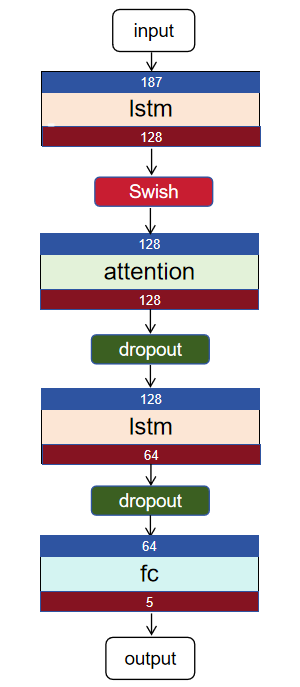 input
187
lstm
128
Swish
128
attention
128
dropout
128
lstm
64
dropout
64
fc
5
output